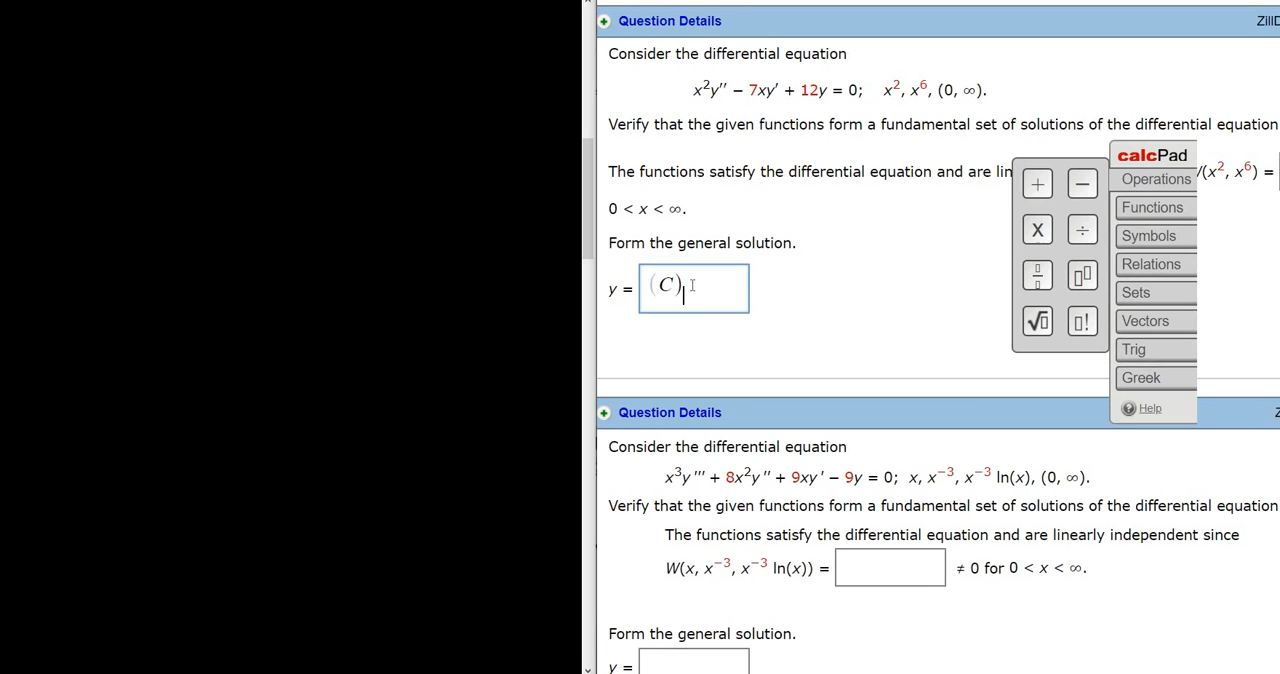 Question Details
ZillD
Consider the differential equation
x²y″ − 7xy′ + 12y = 0; x², x⁶, (0, ∞).
Verify that the given functions form a fundamental set of solutions of the differential equation
The functions satisfy the differential equation and are lin /(x², x⁶) =
0 < x < ∞.
Form the general solution.
y = (C)
calcPad
Operations
Functions
Symbols
Relations
Sets
Vectors
Trig
Greek
Help
+ −
X ÷
√ !
Question Details
Z
Consider the differential equation
x³y‴ + 8x²y″ + 9xy′ − 9y = 0; x, x⁻³, x⁻³ ln(x), (0, ∞).
Verify that the given functions form a fundamental set of solutions of the differential equation
The functions satisfy the differential equation and are linearly independent since
W(x, x⁻³, x⁻³ ln(x)) = ≠ 0 for 0 < x < ∞.
Form the general solution.
y =